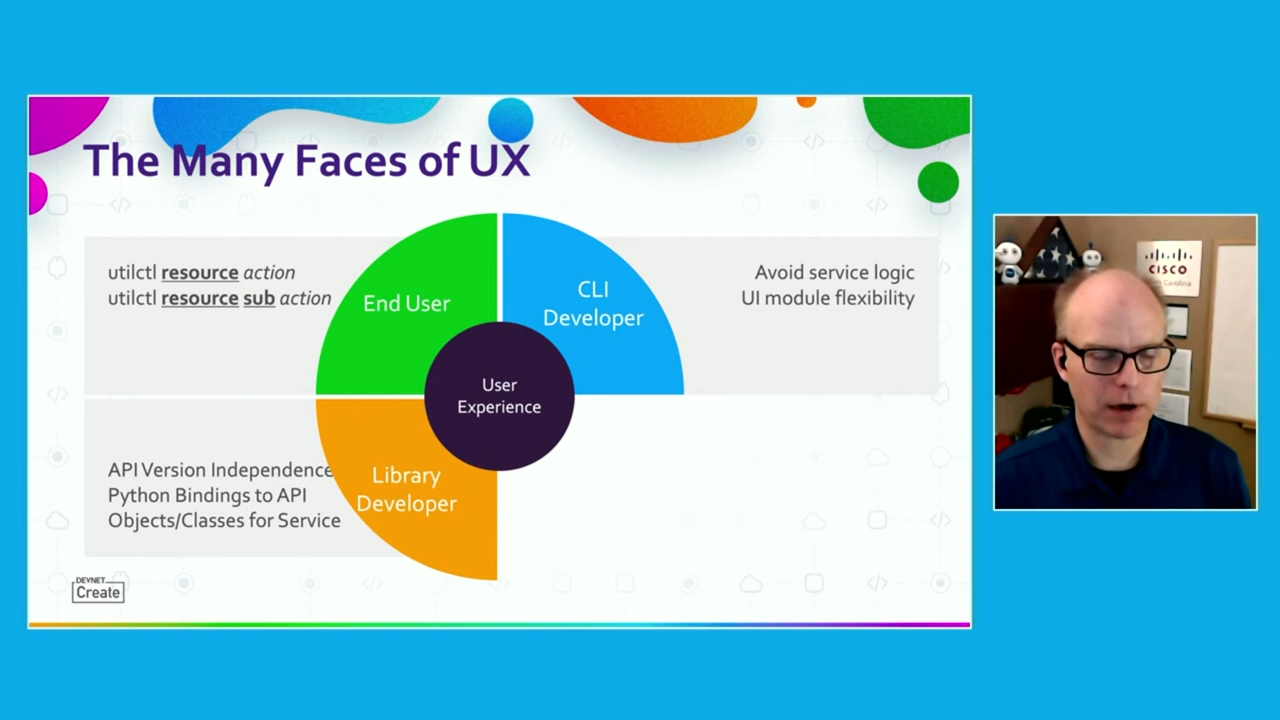 The Many Faces of UX
utilctl resource action
utilctl resource sub action
End User
CLI
Developer
Avoid service logic
UI module flexibility
User
Experience
API Version Independence
Python Bindings to API
Objects/Classes for Service
Library
Developer
DEVNET
Create
CISCO
Carolina